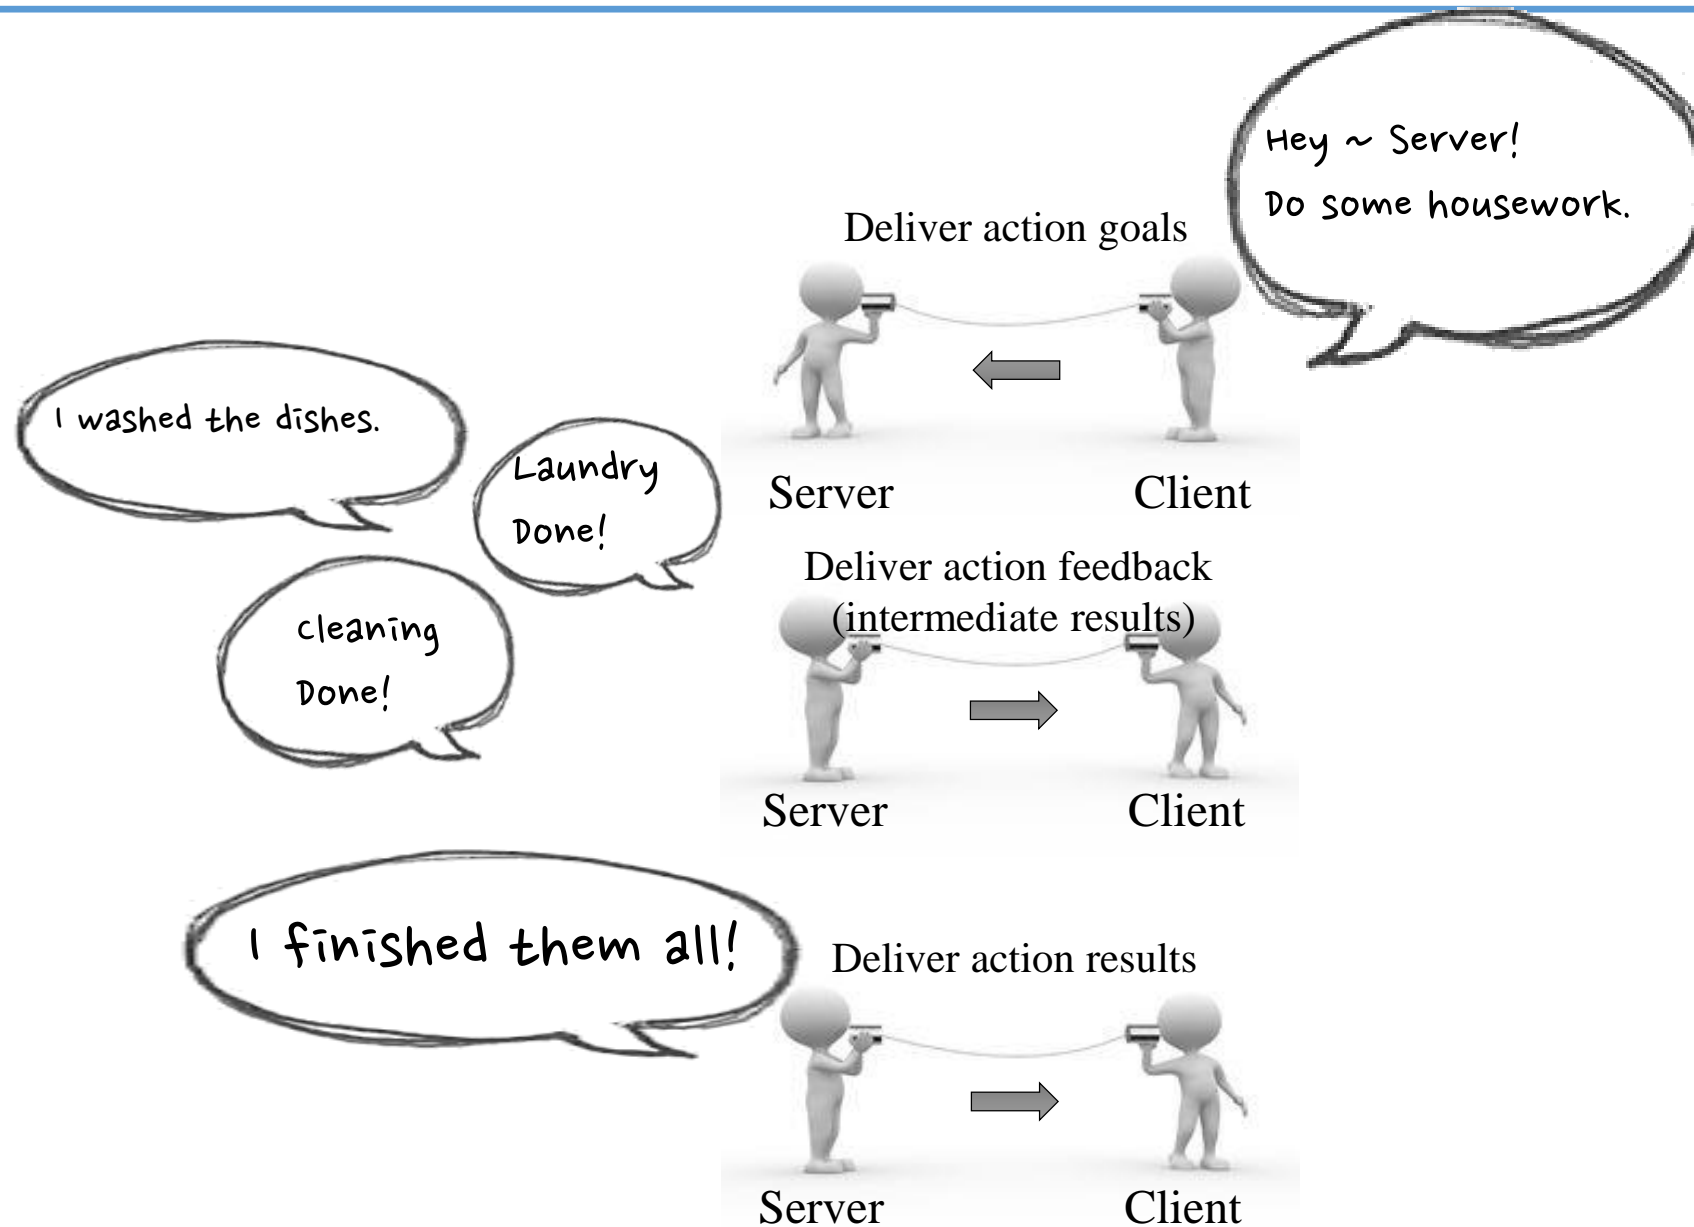 Hey ~ Server!
Do some housework.
Deliver action goals
Server
Client
I washed the dishes.
Laundry
Done!
Cleaning
Done!
Deliver action feedback
(intermediate results)
Server
Client
I finished them all!
Deliver action results
Server
Client